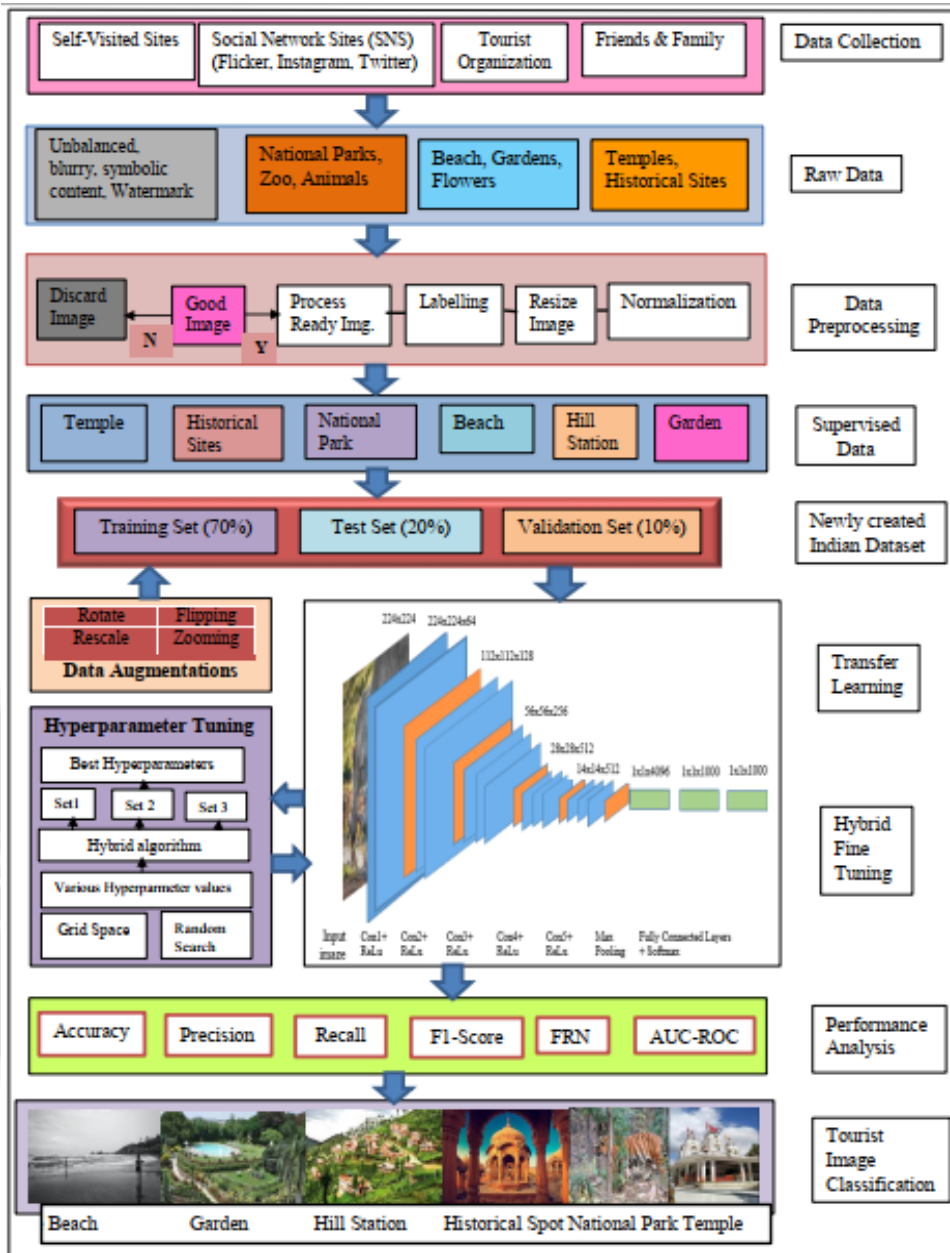 Self-Visited Sites
Social Network Sites (SNS)
(Flicker, Instagram, Twitter)
Tourist
Organization
Friends & Family
Data Collection
Unbalanced,
blurry, symbolic
content, Watermark
National Parks,
Zoo, Animals
Beach, Gardens,
Flowers
Temples,
Historical Sites
Raw Data
Discard
Image
N
Good
Image
Y
Process
Ready Img.
Labelling
Resize
Image
Normalization
Data
Preprocessing
Temple
Historical
Sites
National
Park
Beach
Hill
Station
Garden
Supervised
Data
Training Set (70%)
Test Set (20%)
Validation Set (10%)
Newly created
Indian Dataset
Rotate
Flipping
Rescale
Zooming
Data Augmentations
224x224
224x224x64
112x112x128
56x56x256
28x28x512
14x14x512
1x1x4096
1x1x1000
1x1x1000
Input
image
Con1+
ReLu
Con2+
ReLu
Con3+
ReLu
Con4+
ReLu
Con5+
ReLu
Max
Pooling
Fully Connected Layers
+ Softmax
Transfer
Learning
Hyperparameter Tuning
Best Hyperparameters
Set1
Set 2
Set 3
Hybrid algorithm
Various Hyperparmeter values
Grid Space
Random
Search
Hybrid
Fine
Tuning
Accuracy
Precision
Recall
F1-Score
FRN
AUC-ROC
Performance
Analysis
Tourist
Image
Classification
Beach
Garden
Hill Station
Historical Spot National Park Temple